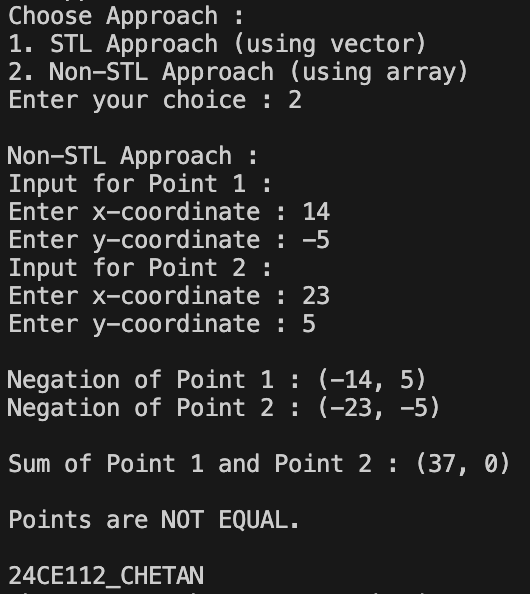 Choose Approach :
1. STL Approach (using vector)
2. Non-STL Approach (using array)
Enter your choice : 2
Non-STL Approach :
Input for Point 1 :
Enter x-coordinate : 14
Enter y-coordinate : -5
Input for Point 2 :
Enter x-coordinate : 23
Enter y-coordinate : 5
Negation of Point 1 : (-14, 5)
Negation of Point 2 : (-23, -5)
Sum of Point 1 and Point 2 : (37, 0)
Points are NOT EQUAL.
24CE112_CHETAN